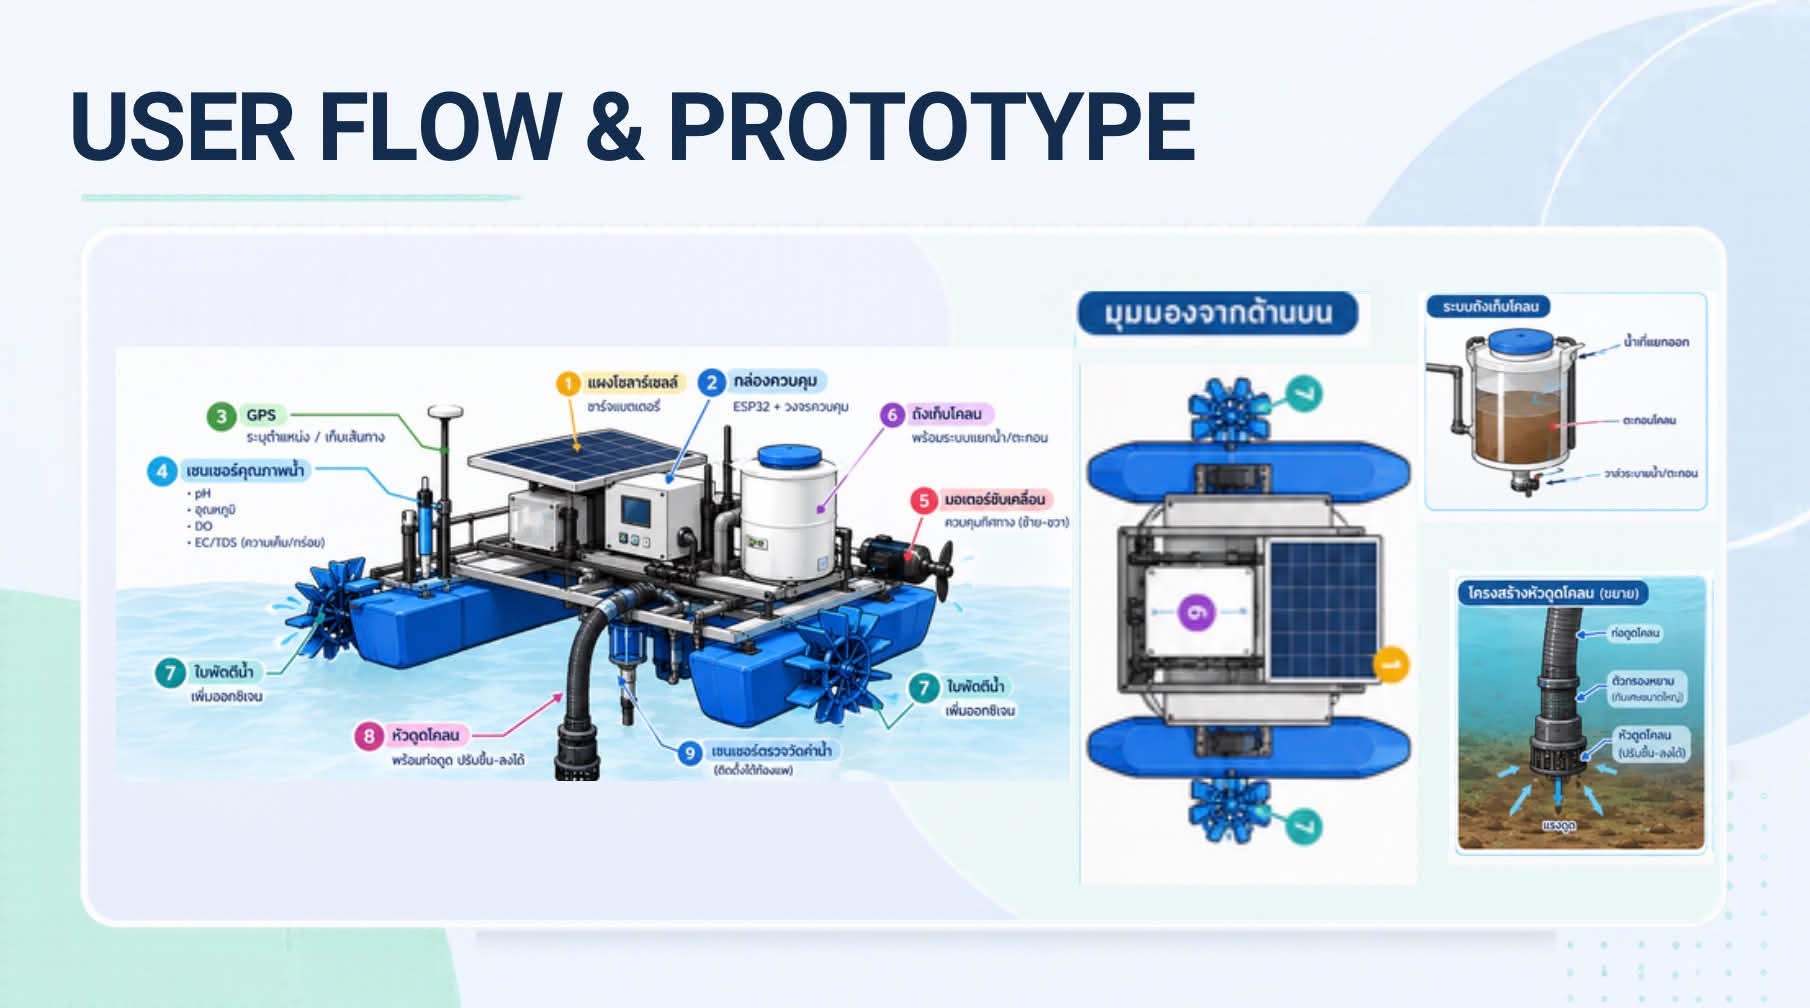 USER FLOW & PROTOTYPE
1 แผงโซลาร์เซลล์
ชาร์จแบตเตอรี่
2 กล่องควบคุม
ESP32 + วงจรควบคุม
3 GPS
ระบุตำแหน่ง / เก็บเส้นทาง
4 เซนเซอร์คุณภาพน้ำ
• pH
• อุณหภูมิ
• DO
• EC/TDS (ความเค็ม/กร่อย)
6 ถังเก็บโคลน
พร้อมระบบแยกน้ำ/ตะกอน
5 มอเตอร์ขับเคลื่อน
ควบคุมทิศทาง (ซ้าย-ขวา)
7 ใบพัดตีน้ำ
เพิ่มออกซิเจน
7 ใบพัดตีน้ำ
เพิ่มออกซิเจน
8 หัวดูดโคลน
พร้อมท่อดูด ปรับขึ้น-ลงได้
9 เซนเซอร์ตรวจวัดค่าน้ำ
(ติดตั้งใต้ท้องแพ)
มุมมองจากด้านบน
7
6
1
7
ระบบถังเก็บโคลน
น้ำที่แยกออก
ตะกอนโคลน
วาล์วระบายน้ำ/ตะกอน
โครงสร้างหัวดูดโคลน (ขยาย)
ท่อดูดโคลน
ตัวกรองหยาบ
(กันเศษขนาดใหญ่)
หัวดูดโคลน
(ปรับขึ้น-ลงได้)
แรงดูด